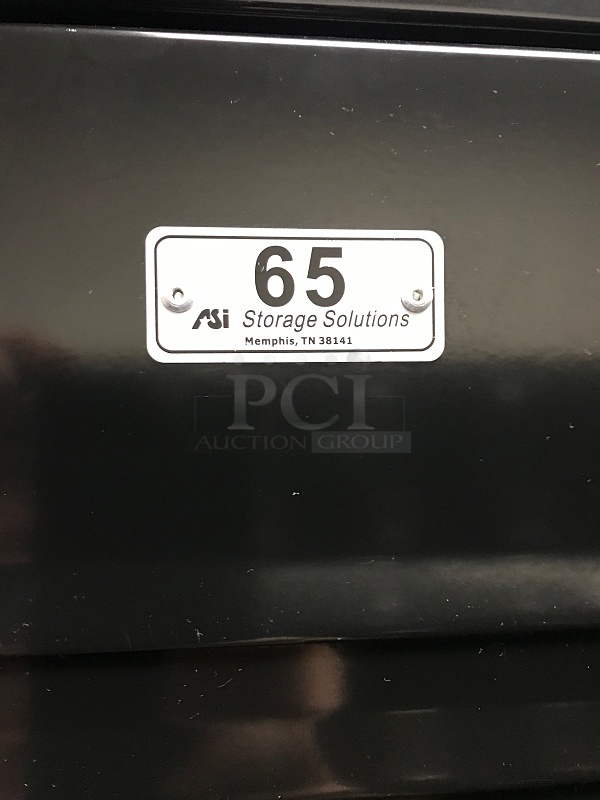 65
ASi Storage Solutions
Memphis, TN 38141
PCI
AUCTION GROUP